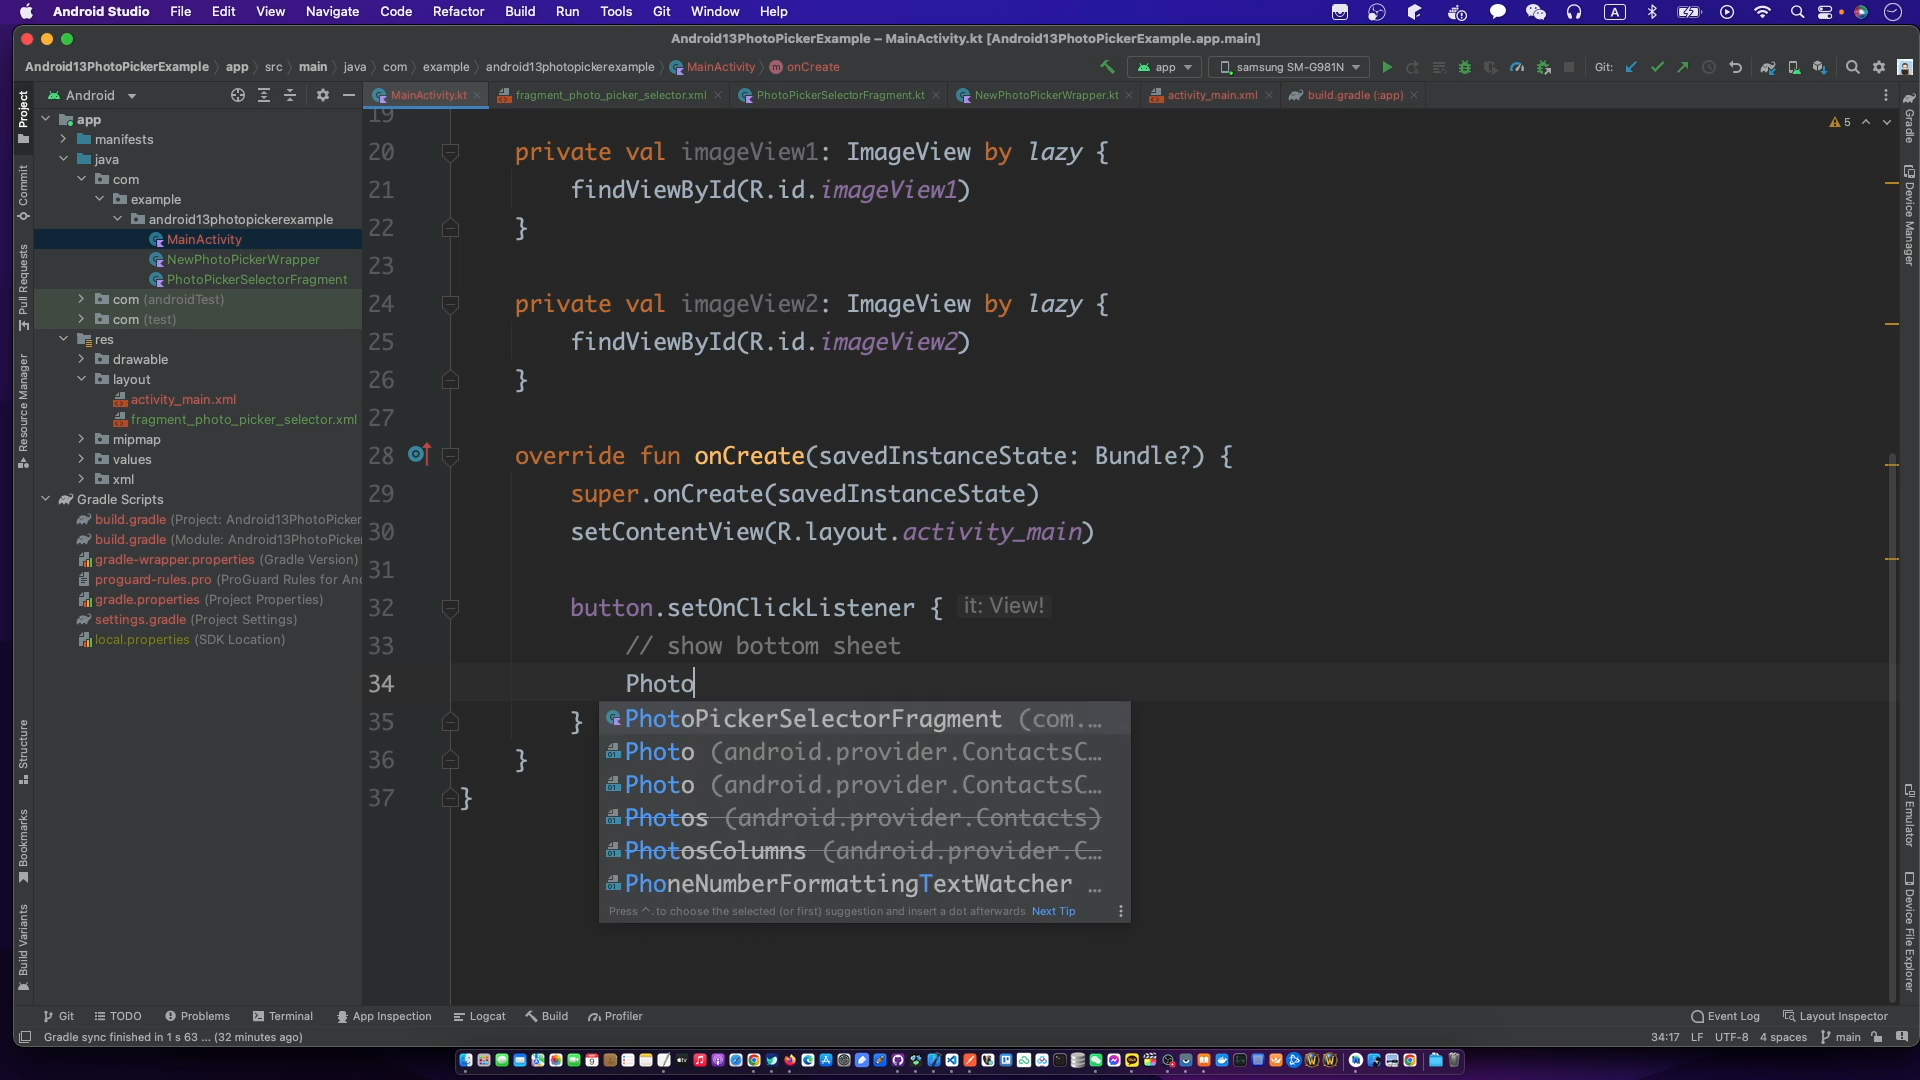 Android Studio File Edit View Navigate Code Refactor Build Run Tools Git Window Help
Android13PhotoPickerExample – MainActivity.kt [Android13PhotoPickerExample.app.main]
Android13PhotoPickerExample app src main java com example android13photopickerexample MainActivity onCreate
app samsung SM-G981N Git:
Android
MainActivity.kt fragment_photo_picker_selector.xml PhotoPickerSelectorFragment.kt NewPhotoPickerWrapper.kt activity_main.xml build.gradle (:app)
Project
Commit
Pull Requests
Resource Manager
Structure
Bookmarks
Build Variants
app
manifests
java
com
example
android13photopickerexample
MainActivity
NewPhotoPickerWrapper
PhotoPickerSelectorFragment
com (androidTest)
com (test)
res
drawable
layout
activity_main.xml
fragment_photo_picker_selector.xml
mipmap
values
xml
Gradle Scripts
build.gradle (Project: Android13PhotoPicker
build.gradle (Module: Android13PhotoPicke
gradle-wrapper.properties (Gradle Version)
proguard-rules.pro (ProGuard Rules for Anc
gradle.properties (Project Properties)
settings.gradle (Project Settings)
local.properties (SDK Location)
5
19
20 private val imageView1: ImageView by lazy {
21 findViewById(R.id.imageView1)
22 }
23
24 private val imageView2: ImageView by lazy {
25 findViewById(R.id.imageView2)
26 }
27
28 override fun onCreate(savedInstanceState: Bundle?) {
29 super.onCreate(savedInstanceState)
30 setContentView(R.layout.activity_main)
31
32 button.setOnClickListener { it: View!
33 // show bottom sheet
34 Photo
35 }
36 }
37 }
PhotoPickerSelectorFragment (com.…
Photo (android.provider.ContactsC…
Photo (android.provider.ContactsC…
Photos (android.provider.Contacts)
PhotosColumns (android.provider.C…
PhoneNumberFormattingTextWatcher …
Press ^. to choose the selected (or first) suggestion and insert a dot afterwards Next Tip
Gradle
Device Manager
Emulator
Device File Explorer
Git TODO Problems Terminal App Inspection Logcat Build Profiler Event Log Layout Inspector
Gradle sync finished in 1 s 63 ... (32 minutes ago) 34:17 LF UTF-8 4 spaces main